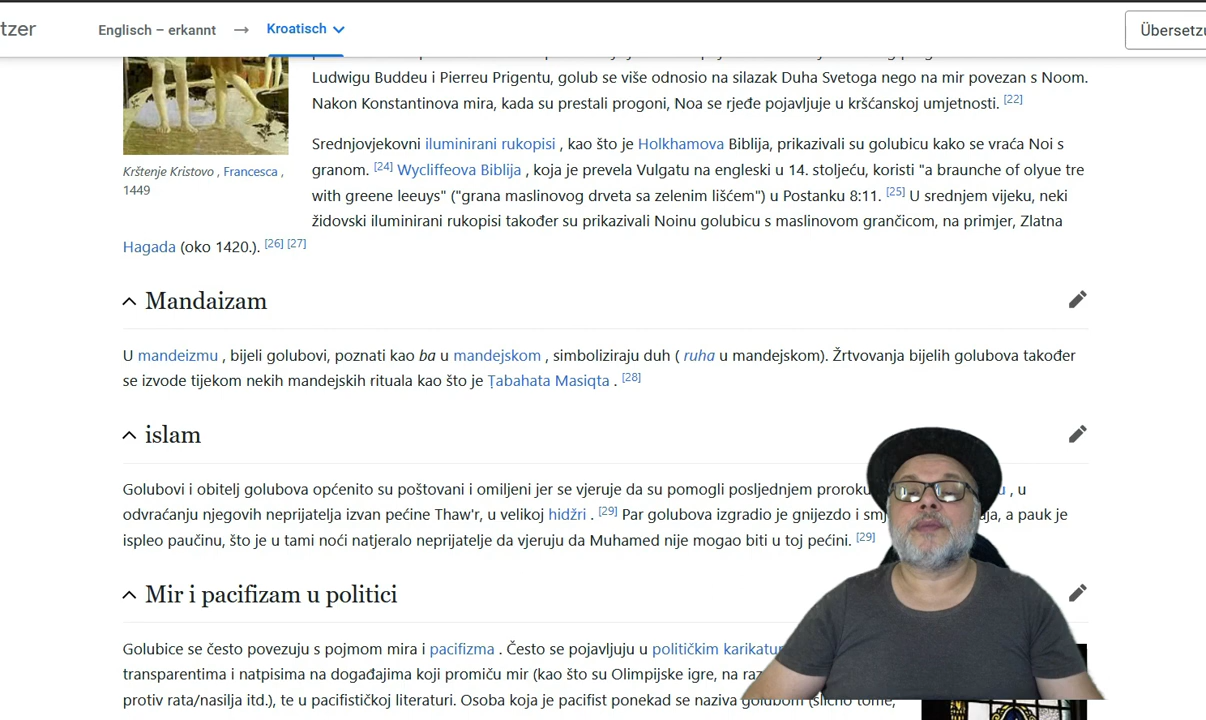 tzer
Englisch – erkannt → Kroatisch
Übersetzu
Ludwigu Buddeu i Pierreu Prigentu, golub se više odnosio na silazak Duha Svetoga nego na mir povezan s Noom.
Nakon Konstantinova mira, kada su prestali progoni, Noa se rjeđe pojavljuje u kršćanskoj umjetnosti. [22]
Krštenje Kristovo , Francesca ,
1449
Srednjovjekovni iluminirani rukopisi , kao što je Holkhamova Biblija, prikazivali su golubicu kako se vraća Noi s
granom. [24] Wycliffeova Biblija , koja je prevela Vulgatu na engleski u 14. stoljeću, koristi "a braunche of olyue tre
with greene leeuys" ("grana maslinovog drveta sa zelenim lišćem") u Postanku 8:11. [25] U srednjem vijeku, neki
židovski iluminirani rukopisi također su prikazivali Noinu golubicu s maslinovom grančicom, na primjer, Zlatna
Hagada (oko 1420.). [26] [27]
Mandaizam
U mandeizmu , bijeli golubovi, poznati kao ba u mandejskom , simboliziraju duh ( ruha u mandejskom). Žrtvovanja bijelih golubova također
se izvode tijekom nekih mandejskih rituala kao što je Ṭabahata Masiqta . [28]
islam
Golubovi i obitelj golubova općenito su poštovani i omiljeni jer se vjeruje da su pomogli posljednjem proroku u , u
odvraćanju njegovih neprijatelja izvan pećine Thaw'r, u velikoj hidžri . [29] Par golubova izgradio je gnijezdo i smj aja, a pauk je
ispleo paučinu, što je u tami noći natjeralo neprijatelje da vjeruju da Muhamed nije mogao biti u toj pećini. [29]
Mir i pacifizam u politici
Golubice se često povezuju s pojmom mira i pacifizma . Često se pojavljuju u političkim karikatur
transparentima i natpisima na događajima koji promiču mir (kao što su Olimpijske igre, na raz
protiv rata/nasilja itd.), te u pacifističkoj literaturi. Osoba koja je pacifist ponekad se naziva golubom (slično tome,